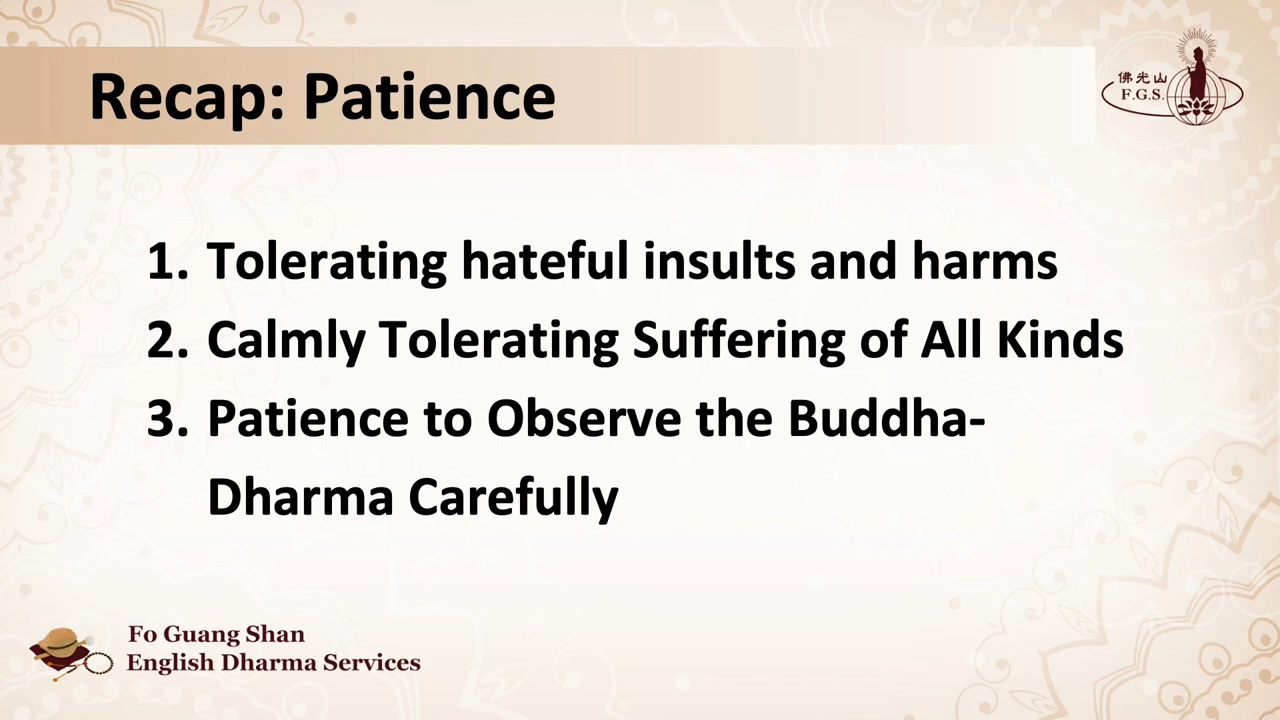 Recap: Patience
佛光山
F.G.S.
1. Tolerating hateful insults and harms
2. Calmly Tolerating Suffering of All Kinds
3. Patience to Observe the Buddha-
Dharma Carefully
Fo Guang Shan
English Dharma Services